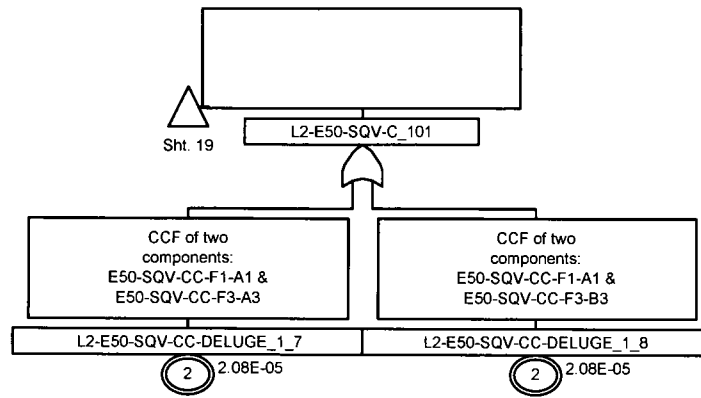 L2-E50-SQV-C_101
Sht. 19
CCF of two
components:
E50-SQV-CC-F1-A1 &
E50-SQV-CC-F3-A3
CCF of two
components:
E50-SQV-CC-F1-A1 &
E50-SQV-CC-F3-B3
L2-E50-SQV-CC-DELUGE_1_7
L2-E50-SQV-CC-DELUGE_1_8
2
2.08E-05
2
2.08E-05